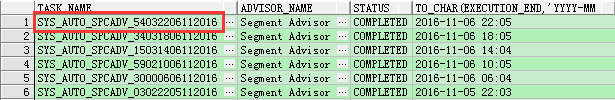 TASK_NAME ADVISOR_NAME STATUS TO_CHAR(EXECUTION_END,'YYYY-MM
1 SYS_AUTO_SPCADV_54032206112016 ... Segment Advisor ... COMPLETED 2016-11-06 22:05
2 SYS_AUTO_SPCADV_34031806112016 ... Segment Advisor ... COMPLETED 2016-11-06 18:05
3 SYS_AUTO_SPCADV_15031406112016 ... Segment Advisor ... COMPLETED 2016-11-06 14:04
4 SYS_AUTO_SPCADV_59021006112016 ... Segment Advisor ... COMPLETED 2016-11-06 10:05
5 SYS_AUTO_SPCADV_30000606112016 ... Segment Advisor ... COMPLETED 2016-11-06 06:04
6 SYS_AUTO_SPCADV_03022205112016 ... Segment Advisor ... COMPLETED 2016-11-05 22:03